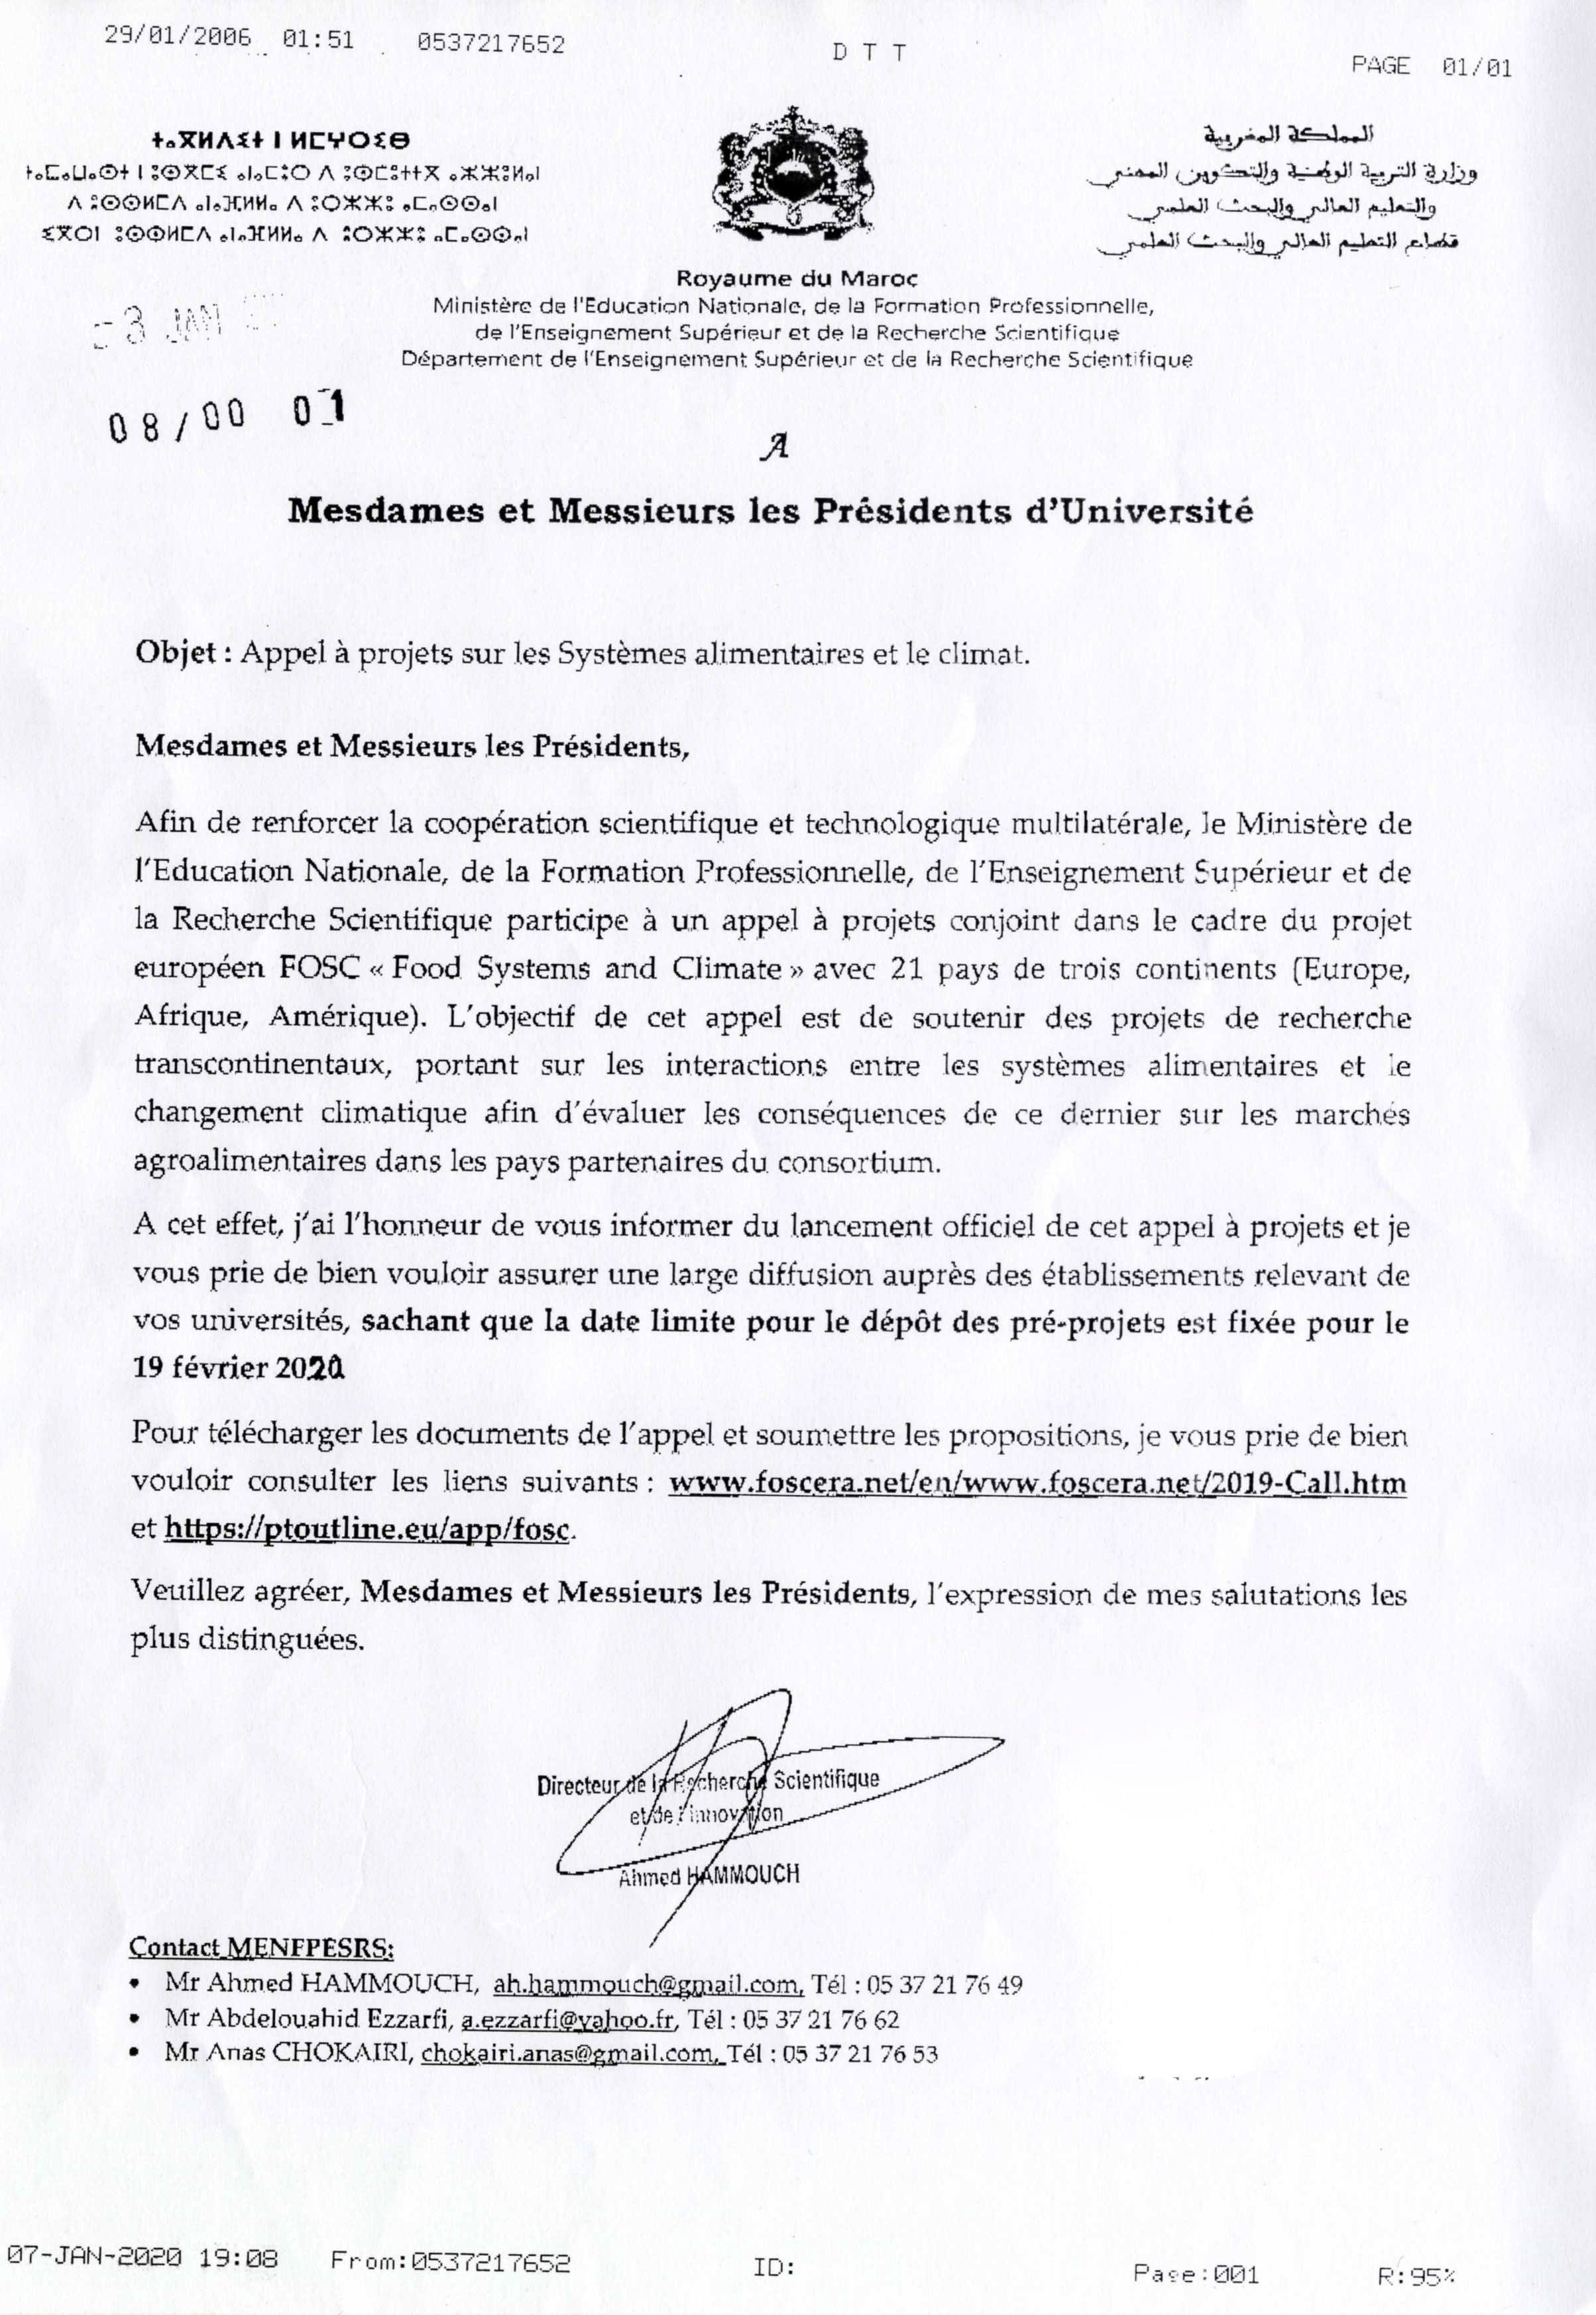 29/01/2006 01:51 0537217652 DTT PAGE 01/01
ⵜⴰⴳⵍⴷⵉⵜ ⵏ ⵍⵎⵖⵔⵉⴱ
المملكة المغربية
وزارة التربية الوطنية والتكوين المهني
والتعليم العالي والبحث العلمي
قطاع التعليم العالي والبحث العلمي
Royaume du Maroc
Ministère de l'Education Nationale, de la Formation Professionnelle,
de l'Enseignement Supérieur et de la Recherche Scientifique
Département de l'Enseignement Supérieur et de la Recherche Scientifique
3 JAN
08/00 01
A
Mesdames et Messieurs les Présidents d'Université
Objet : Appel à projets sur les Systèmes alimentaires et le climat.
Mesdames et Messieurs les Présidents,
Afin de renforcer la coopération scientifique et technologique multilatérale, le Ministère de
l'Education Nationale, de la Formation Professionnelle, de l'Enseignement Supérieur et de
la Recherche Scientifique participe à un appel à projets conjoint dans le cadre du projet
européen FOSC « Food Systems and Climate » avec 21 pays de trois continents (Europe,
Afrique, Amérique). L'objectif de cet appel est de soutenir des projets de recherche
transcontinentaux, portant sur les interactions entre les systèmes alimentaires et le
changement climatique afin d'évaluer les conséquences de ce dernier sur les marchés
agroalimentaires dans les pays partenaires du consortium.
A cet effet, j'ai l'honneur de vous informer du lancement officiel de cet appel à projets et je
vous prie de bien vouloir assurer une large diffusion auprès des établissements relevant de
vos universités, sachant que la date limite pour le dépôt des pré-projets est fixée pour le
19 février 2020
Pour télécharger les documents de l'appel et soumettre les propositions, je vous prie de bien
vouloir consulter les liens suivants : www.foscera.net/en/www.foscera.net/2019-Call.htm
et https://ptoutline.eu/app/fosc.
Veuillez agréer, Mesdames et Messieurs les Présidents, l'expression de mes salutations les
plus distinguées.
Directeur de la Recherche Scientifique
et de l'innovation
Ahmed HAMMOUCH
Contact MENFPESRS:
• Mr Ahmed HAMMOUCH, ah.hammouch@gmail.com, Tél : 05 37 21 76 49
• Mr Abdelouahid Ezzarfi, a.ezzarfi@yahoo.fr, Tél : 05 37 21 76 62
• Mr Anas CHOKAIRI, chokairi.anas@gmail.com, Tél : 05 37 21 76 53
07-JAN-2020 19:08 From:0537217652 ID: Page:001 R:95%